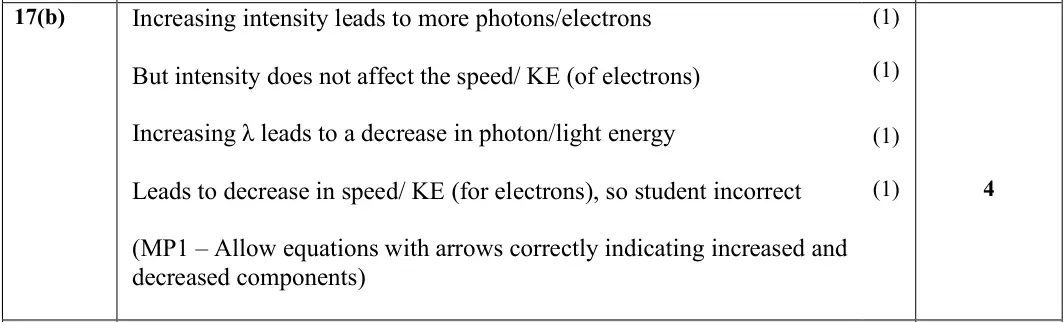 17(b) Increasing intensity leads to more photons/electrons (1)
But intensity does not affect the speed/ KE (of electrons) (1)
Increasing λ leads to a decrease in photon/light energy (1)
Leads to decrease in speed/ KE (for electrons), so student incorrect (1) 4
(MP1 – Allow equations with arrows correctly indicating increased and
decreased components)